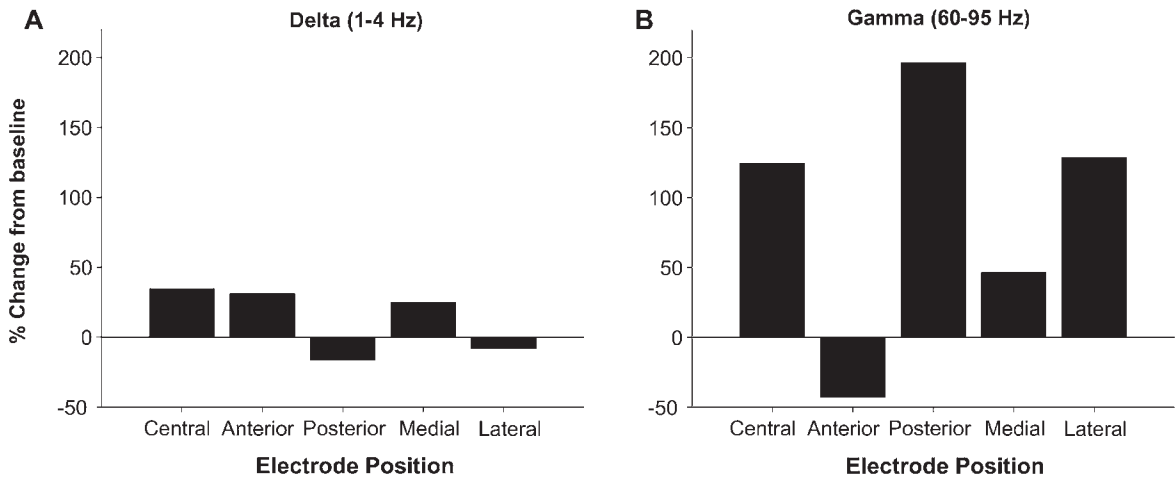 A
Delta (1-4 Hz)
% Change from baseline
200
150
100
50
0
-50
Central Anterior Posterior Medial Lateral
Electrode Position
B
Gamma (60-95 Hz)
200
150
100
50
0
-50
Central Anterior Posterior Medial Lateral
Electrode Position